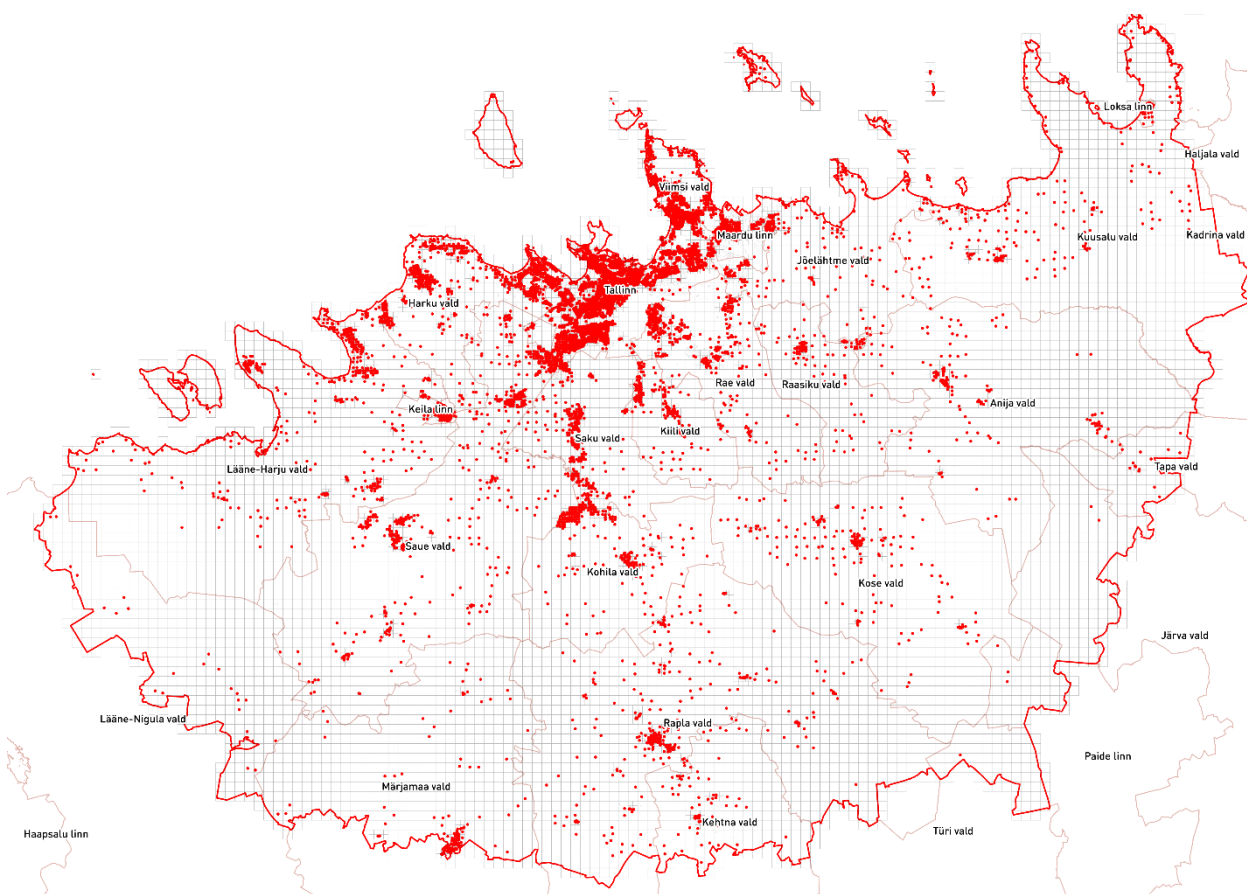 Loksa linn
Haljala vald
Viimsi vald
Maardu linn
Kuusalu vald
Kadrina vald
Jõelähtme vald
Tallinn
Harku vald
Rae vald
Raasiku vald
Anija vald
Keila linn
Kiili vald
Saku vald
Lääne-Harju vald
Tapa vald
Saue vald
Kohila vald
Kose vald
Järva vald
Lääne-Nigula vald
Rapla vald
Paide linn
Märjamaa vald
Kehtna vald
Türi vald
Haapsalu linn